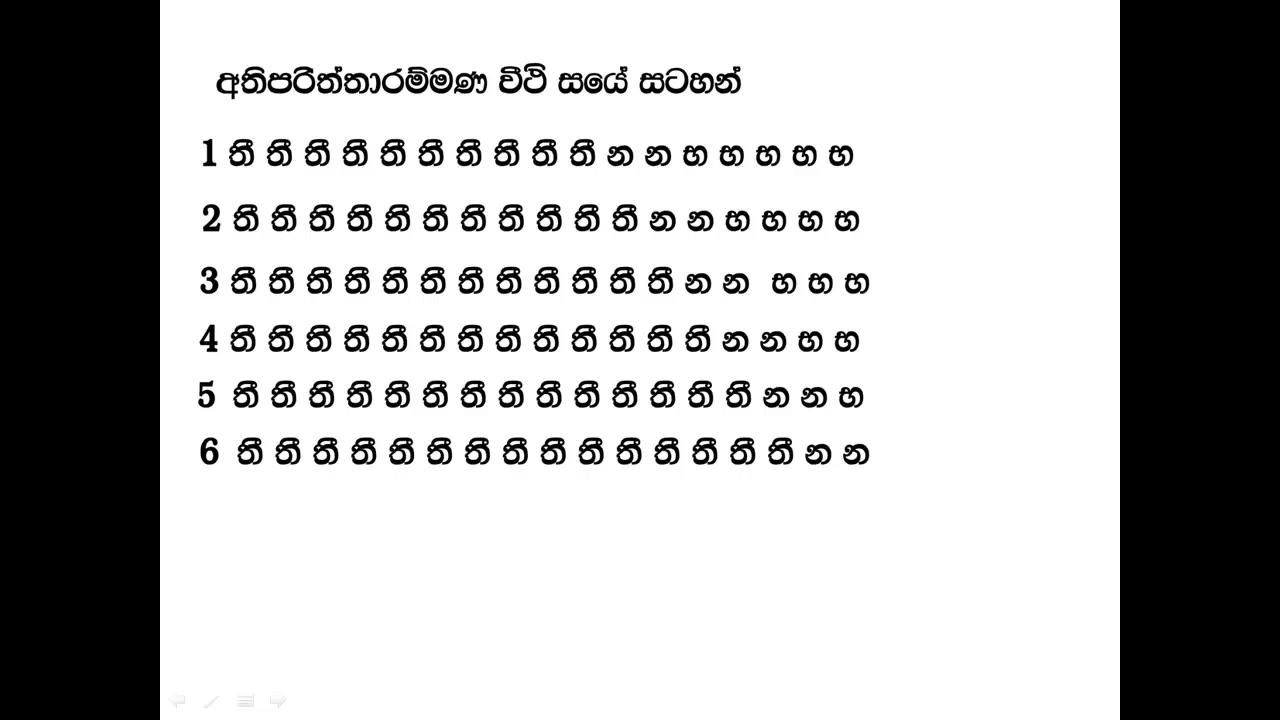 අතිපරිත්තාරම්මණ වීථි සයේ සටහන්
1 තී තී තී තී තී තී තී තී තී තී න න භ භ භ භ භ
2 තී තී තී තී තී තී තී තී තී තී තී න න භ භ භ භ
3 තී තී තී තී තී තී තී තී තී තී තී තී න න භ භ භ
4 තී තී තී තී තී තී තී තී තී තී තී තී තී න න භ භ
5 තී තී තී තී තී තී තී තී තී තී තී තී තී තී න න භ
6 තී තී තී තී තී තී තී තී තී තී තී තී තී තී තී න න